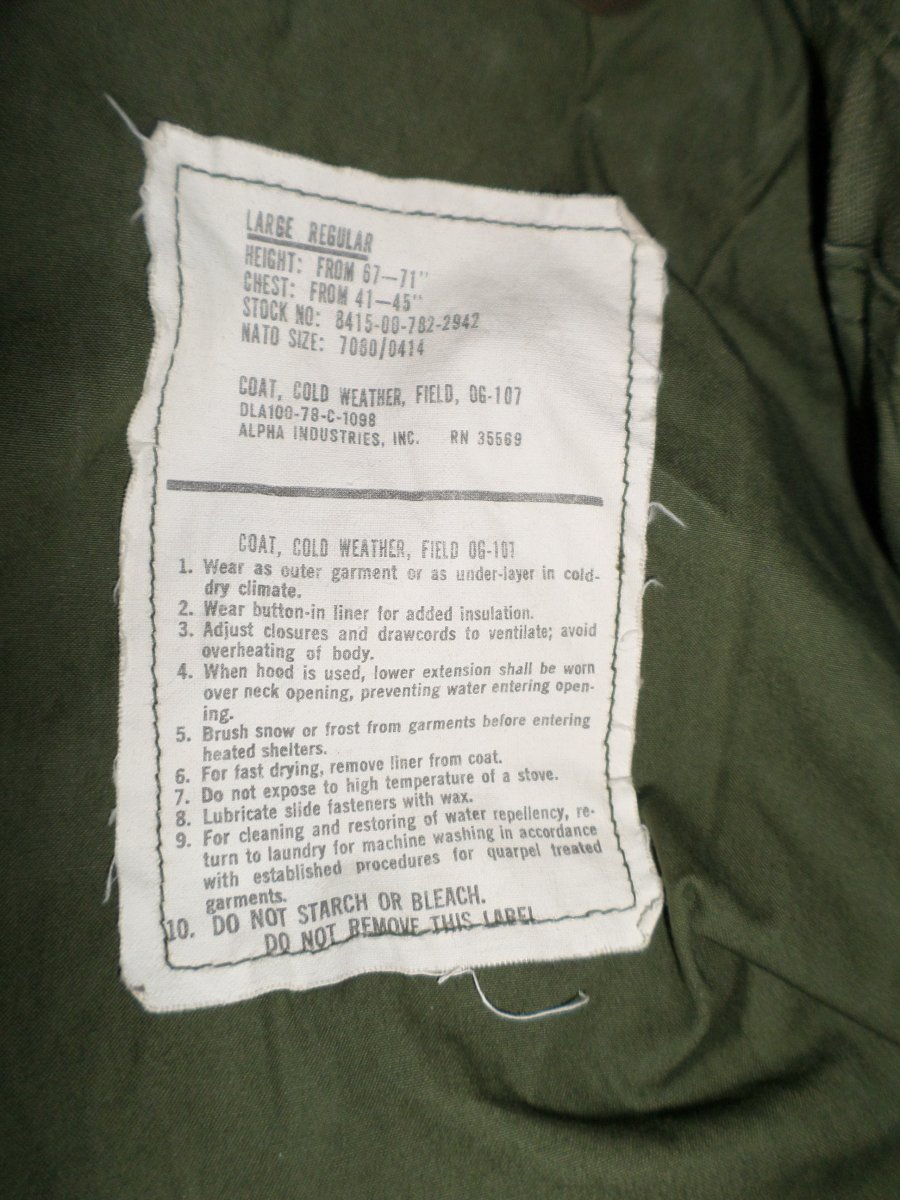 LARGE REGULAR
HEIGHT: FROM 67—71"
CHEST: FROM 41—45"
STOCK NO: 8415-00-782-2942
NATO SIZE: 7080/0414
COAT, COLD WEATHER, FIELD, OG-107
DLA100-78-C-1098
ALPHA INDUSTRIES, INC. RN 35569
COAT, COLD WEATHER, FIELD OG-107
1. Wear as outer garment or as under-layer in cold-
dry climate.
2. Wear button-in liner for added insulation.
3. Adjust closures and drawcords to ventilate; avoid
overheating of body.
4. When hood is used, lower extension shall be worn
over neck opening, preventing water entering open-
ing.
5. Brush snow or frost from garments before entering
heated shelters.
6. For fast drying, remove liner from coat.
7. Do not expose to high temperature of a stove.
8. Lubricate slide fasteners with wax.
9. For cleaning and restoring of water repellency, re-
turn to laundry for machine washing in accordance
with established procedures for quarpel treated
garments.
10. DO NOT STARCH OR BLEACH.
DO NOT REMOVE THIS LABEL